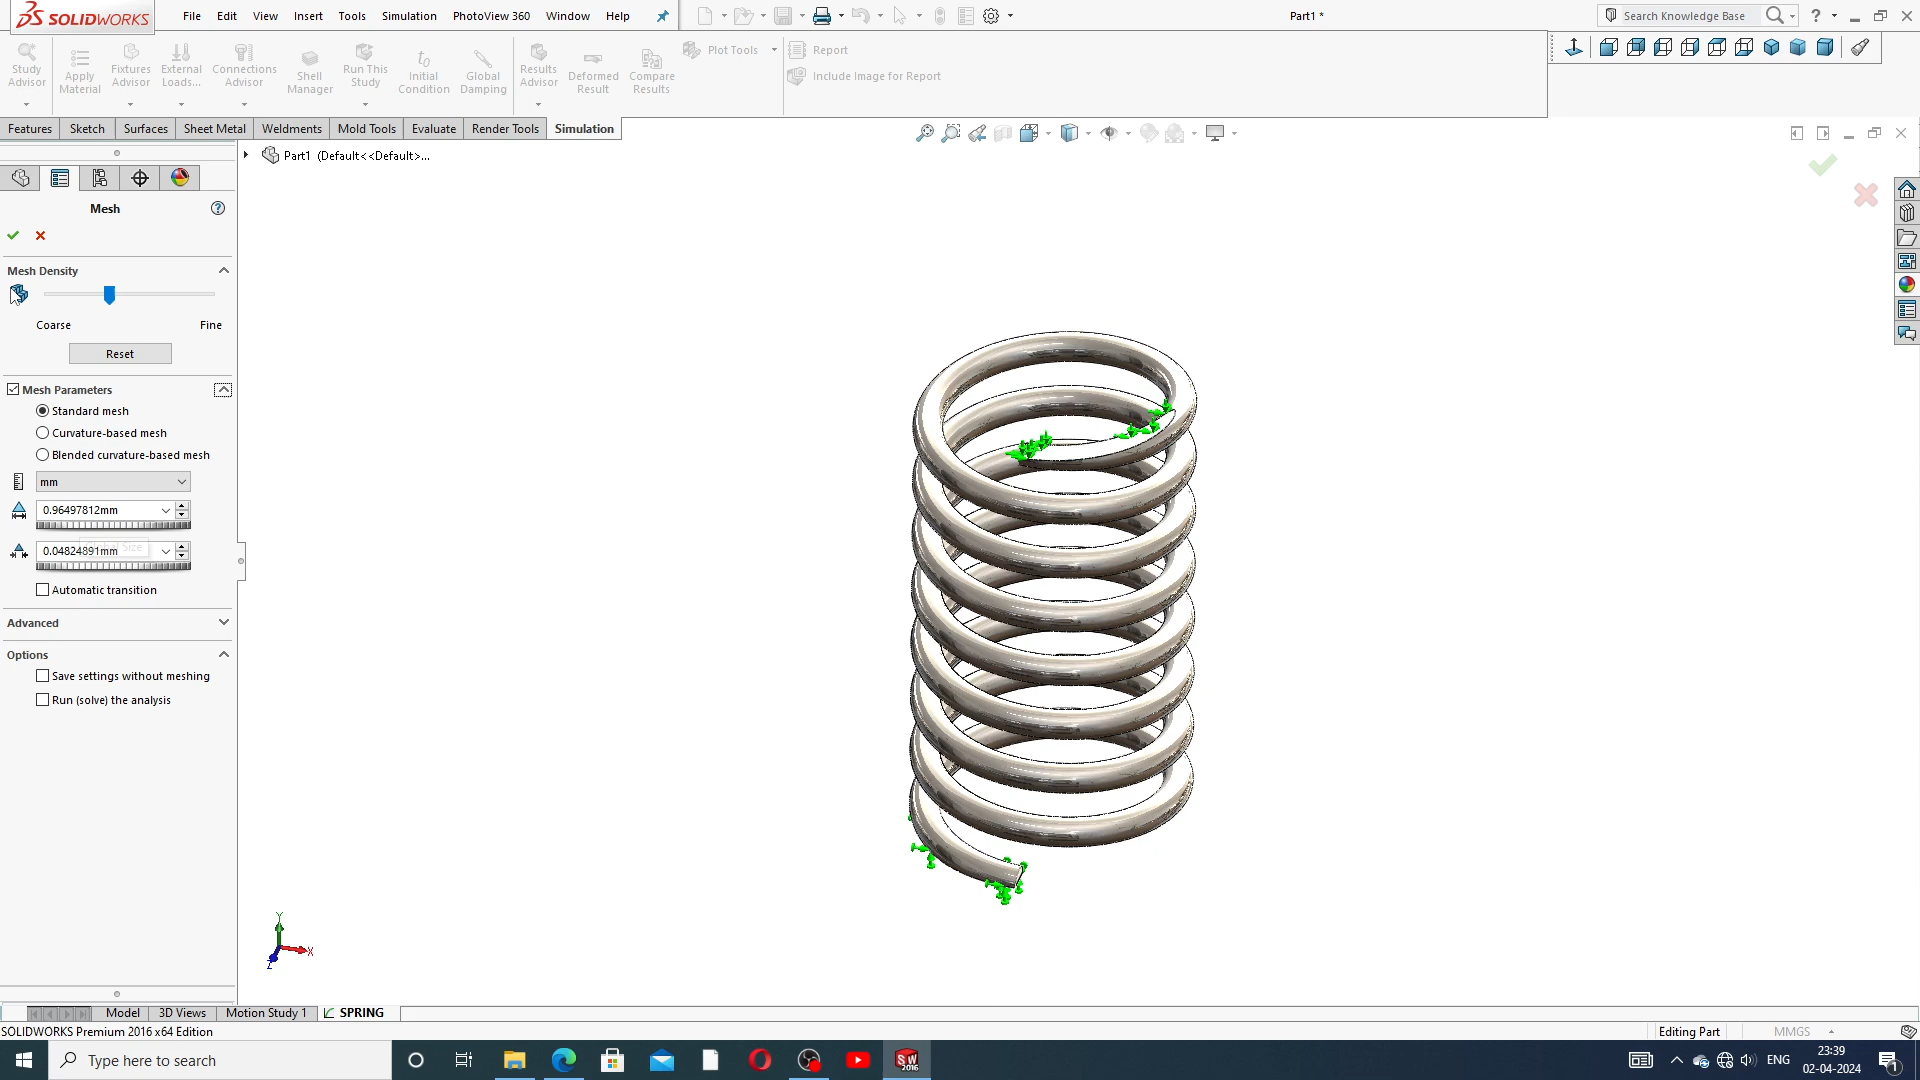 SOLIDWORKS File Edit View Insert Tools Simulation PhotoView 360 Window Help Part1 * Search Knowledge Base ?
Study Advisor
Apply Material
Fixtures Advisor
External Loads...
Connections Advisor
Shell Manager
Run This Study
Initial Condition
Global Damping
Results Advisor
Deformed Result
Compare Results
Plot Tools
Report
Include Image for Report
Features Sketch Surfaces Sheet Metal Weldments Mold Tools Evaluate Render Tools Simulation
Part1 (Default<<Default>...
Mesh
Mesh Density
Coarse Fine
Reset
Mesh Parameters
Standard mesh
Curvature-based mesh
Blended curvature-based mesh
mm
0.96497812mm
0.04824891mm
Automatic transition
Advanced
Options
Save settings without meshing
Run (solve) the analysis
Y
X
Z
Model 3D Views Motion Study 1 SPRING
SOLIDWORKS Premium 2016 x64 Edition Editing Part MMGS
Type here to search
SW 2016
ENG
23:39
02-04-2024
1